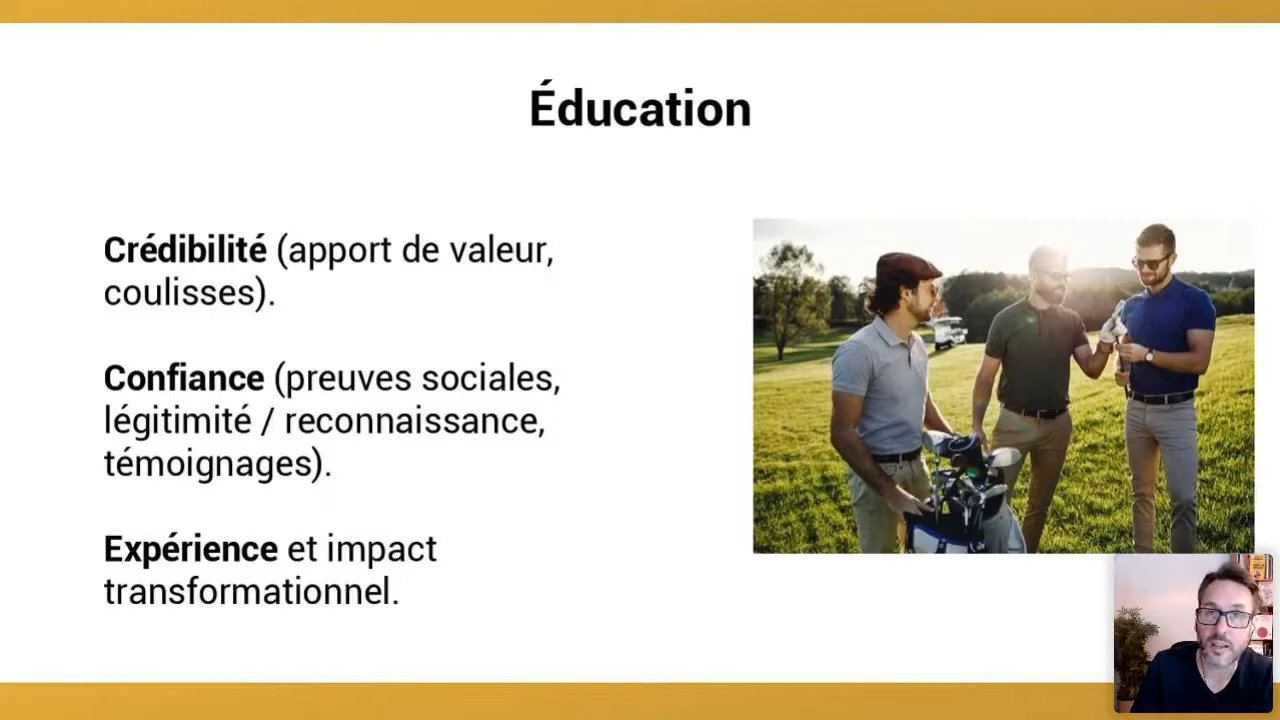 Éducation
Crédibilité (apport de valeur,
coulisses).
Confiance (preuves sociales,
légitimité / reconnaissance,
témoignages).
Expérience et impact
transformationnel.